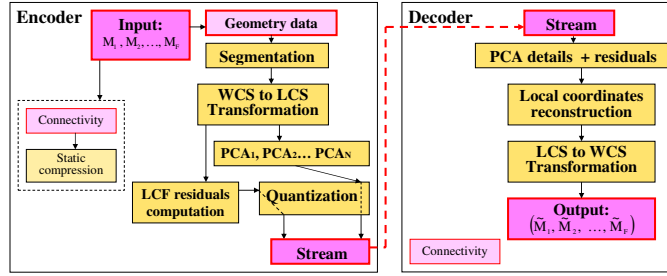 Encoder
Input:
M1 , M2,…, MF
Geometry data
Segmentation
WCS to LCS
Transformation
Connectivity
Static
compression
PCA1, PCA2… PCAN
LCF residuals
computation
Quantization
Stream
Decoder
Stream
PCA details + residuals
Local coordinates
reconstruction
LCS to WCS
Transformation
Output:
(M̃1, M̃2, …, M̃F)
Connectivity